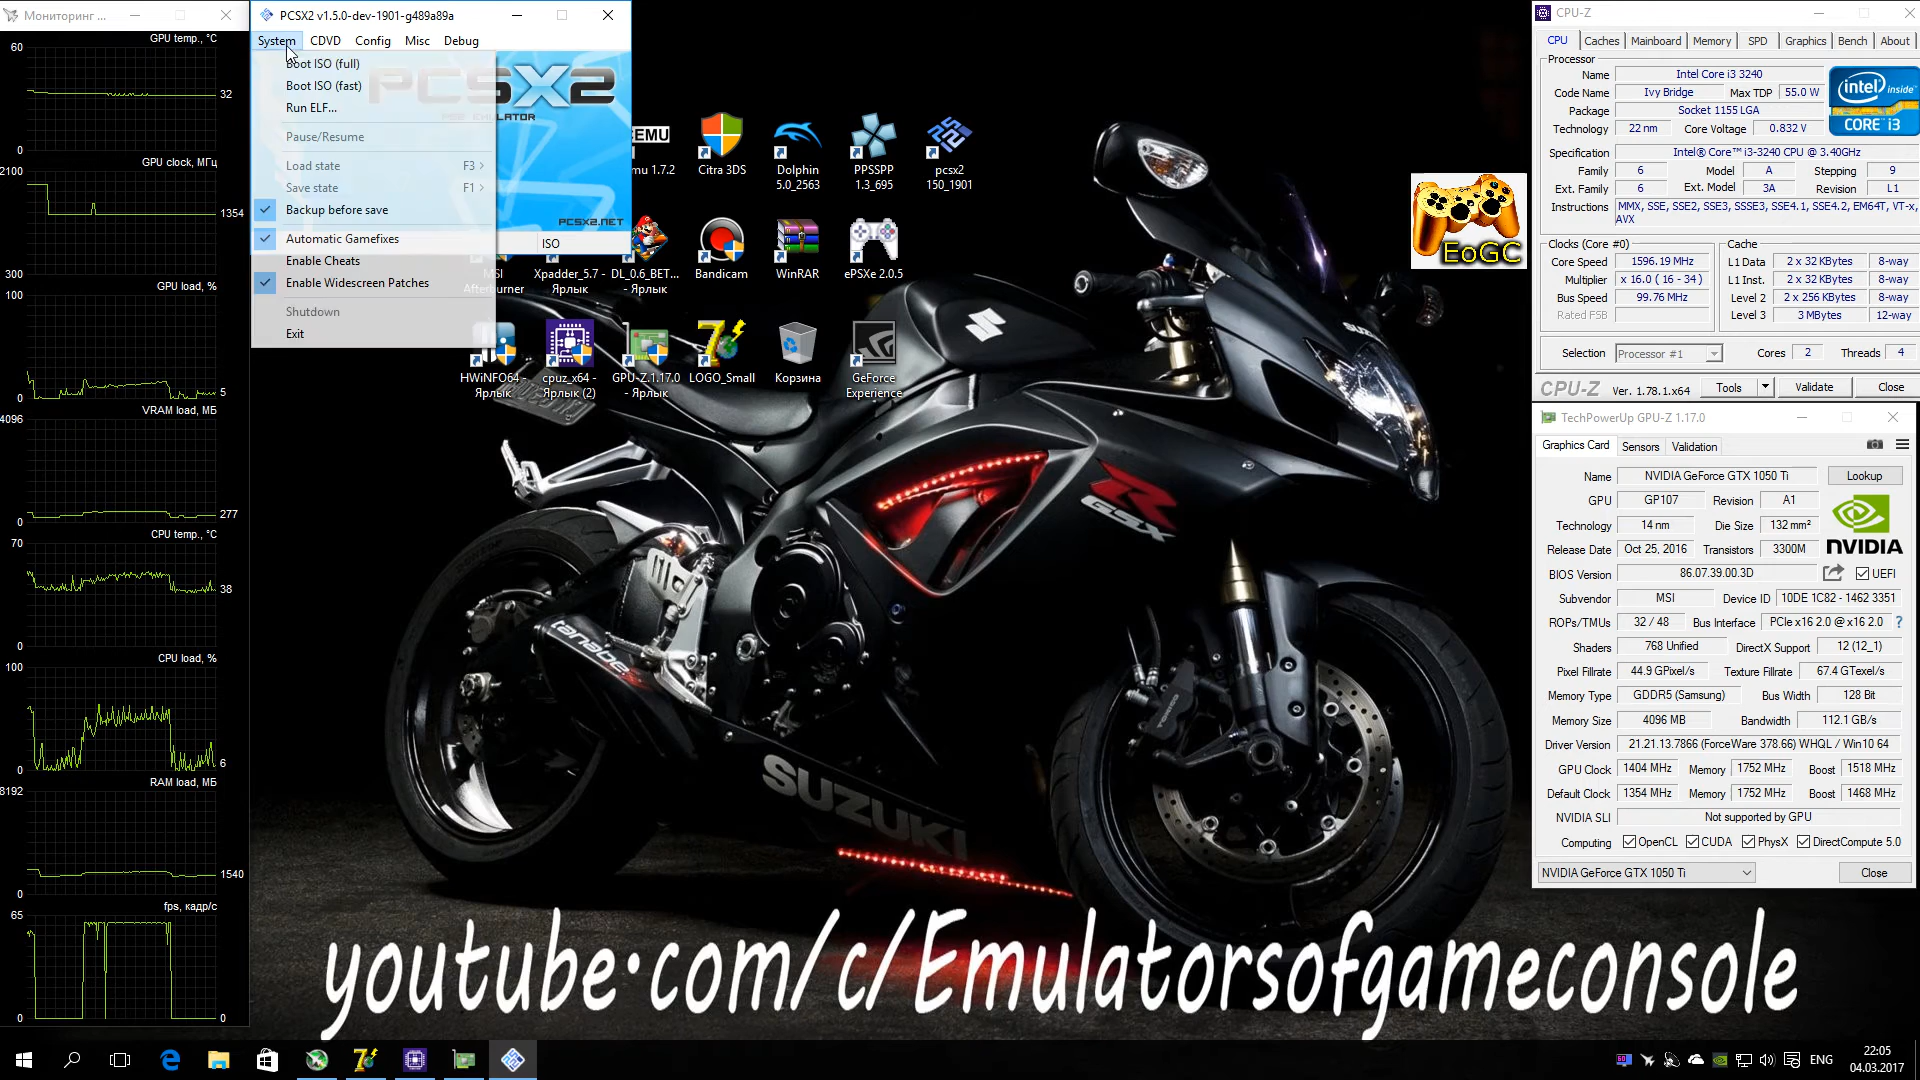 Мониторинг ...
GPU temp., °C
60
32
0
GPU clock, МГц
2100
1354
300
GPU load, %
100
5
0
VRAM load, МБ
4096
277
0
CPU temp., °C
70
38
0
CPU load, %
100
6
0
RAM load, МБ
8192
1540
0
fps, кадр/с
65
0
0
PCSX2 v1.5.0-dev-1901-g489a89a
System CDVD Config Misc Debug
Boot ISO (full)
Boot ISO (fast)
Run ELF...
Pause/Resume
Load state F3
Save state F1
Backup before save
Automatic Gamefixes
Enable Cheats
Enable Widescreen Patches
Shutdown
Exit
PCSX2
PS2 EMULATOR
PCSX2.NET
ISO
CEMU
mu 1.7.2
Citra 3DS
Dolphin
5.0_2563
PPSSPP
1.3_695
pcsx2
150_1901
MSI
Afterburner
Xpadder_5.7 -
Ярлык
DL_0.6_BET...
- Ярлык
Bandicam
WinRAR
ePSXe 2.0.5
HWiNFO64 -
Ярлык
cpuz_x64 -
Ярлык (2)
GPU-Z.1.17.0
- Ярлык
LOGO_Small
Корзина
GeForce
Experience
EoGC
SUZUKI
R
GSX
tanabe
SUZUKI
youtube.com/c/Emulatorsofgameconsole
CPU-Z
CPU Caches Mainboard Memory SPD Graphics Bench About
Processor
Name Intel Core i3 3240
Code Name Ivy Bridge Max TDP 55.0 W
Package Socket 1155 LGA
Technology 22 nm Core Voltage 0.832 V
intel inside
CORE i3
Specification Intel® Core™ i3-3240 CPU @ 3.40GHz
Family 6 Model A Stepping 9
Ext. Family 6 Ext. Model 3A Revision L1
Instructions MMX, SSE, SSE2, SSE3, SSSE3, SSE4.1, SSE4.2, EM64T, VT-x,
AVX
Clocks (Core #0)
Core Speed 1596.19 MHz
Multiplier x 16.0 ( 16 - 34 )
Bus Speed 99.76 MHz
Rated FSB
Cache
L1 Data 2 x 32 KBytes 8-way
L1 Inst. 2 x 32 KBytes 8-way
Level 2 2 x 256 KBytes 8-way
Level 3 3 MBytes 12-way
Selection Processor #1 Cores 2 Threads 4
CPU-Z Ver. 1.78.1.x64 Tools Validate Close
TechPowerUp GPU-Z 1.17.0
Graphics Card Sensors Validation
Name NVIDIA GeForce GTX 1050 Ti Lookup
GPU GP107 Revision A1
Technology 14 nm Die Size 132 mm²
Release Date Oct 25, 2016 Transistors 3300M
NVIDIA
BIOS Version 86.07.39.00.3D UEFI
Subvendor MSI Device ID 10DE 1C82 - 1462 3351
ROPs/TMUs 32 / 48 Bus Interface PCIe x16 2.0 @ x16 2.0 ?
Shaders 768 Unified DirectX Support 12 (12_1)
Pixel Fillrate 44.9 GPixel/s Texture Fillrate 67.4 GTexel/s
Memory Type GDDR5 (Samsung) Bus Width 128 Bit
Memory Size 4096 MB Bandwidth 112.1 GB/s
Driver Version 21.21.13.7866 (ForceWare 378.66) WHQL / Win10 64
GPU Clock 1404 MHz Memory 1752 MHz Boost 1518 MHz
Default Clock 1354 MHz Memory 1752 MHz Boost 1468 MHz
NVIDIA SLI Not supported by GPU
Computing OpenCL CUDA PhysX DirectCompute 5.0
NVIDIA GeForce GTX 1050 Ti Close
ENG
22:05
04.03.2017